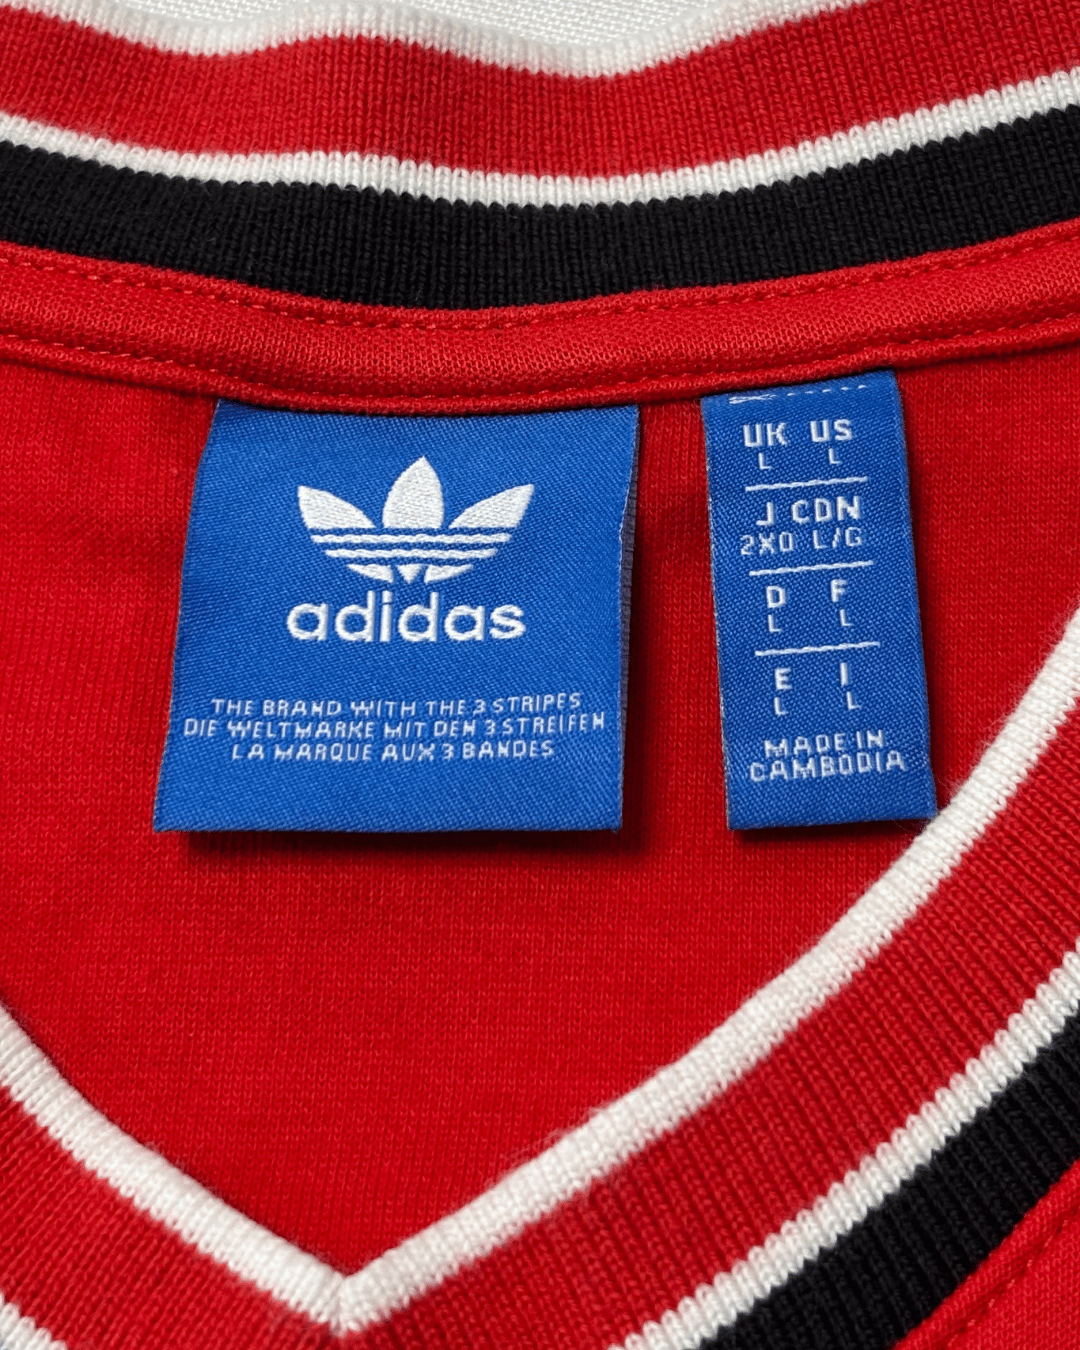 adidas
THE BRAND WITH THE 3 STRIPES
DIE WELTMARKE MIT DEN 3 STREIFEN
LA MARQUE AUX 3 BANDES
UK US
L L
J CDN
2XO L/G
D F
L L
E I
L L
MADE IN
CAMBODIA